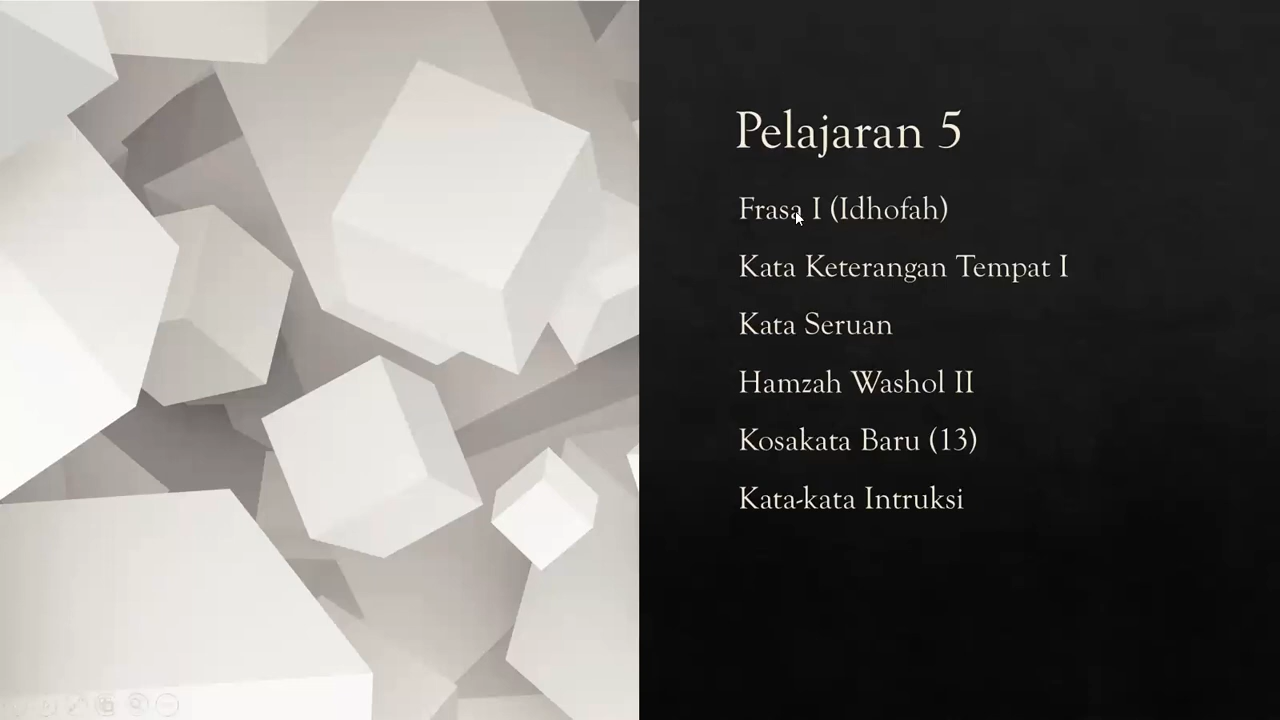 Pelajaran 5
Frasa I (Idhofah)
Kata Keterangan Tempat I
Kata Seruan
Hamzah Washol II
Kosakata Baru (13)
Kata-kata Intruksi